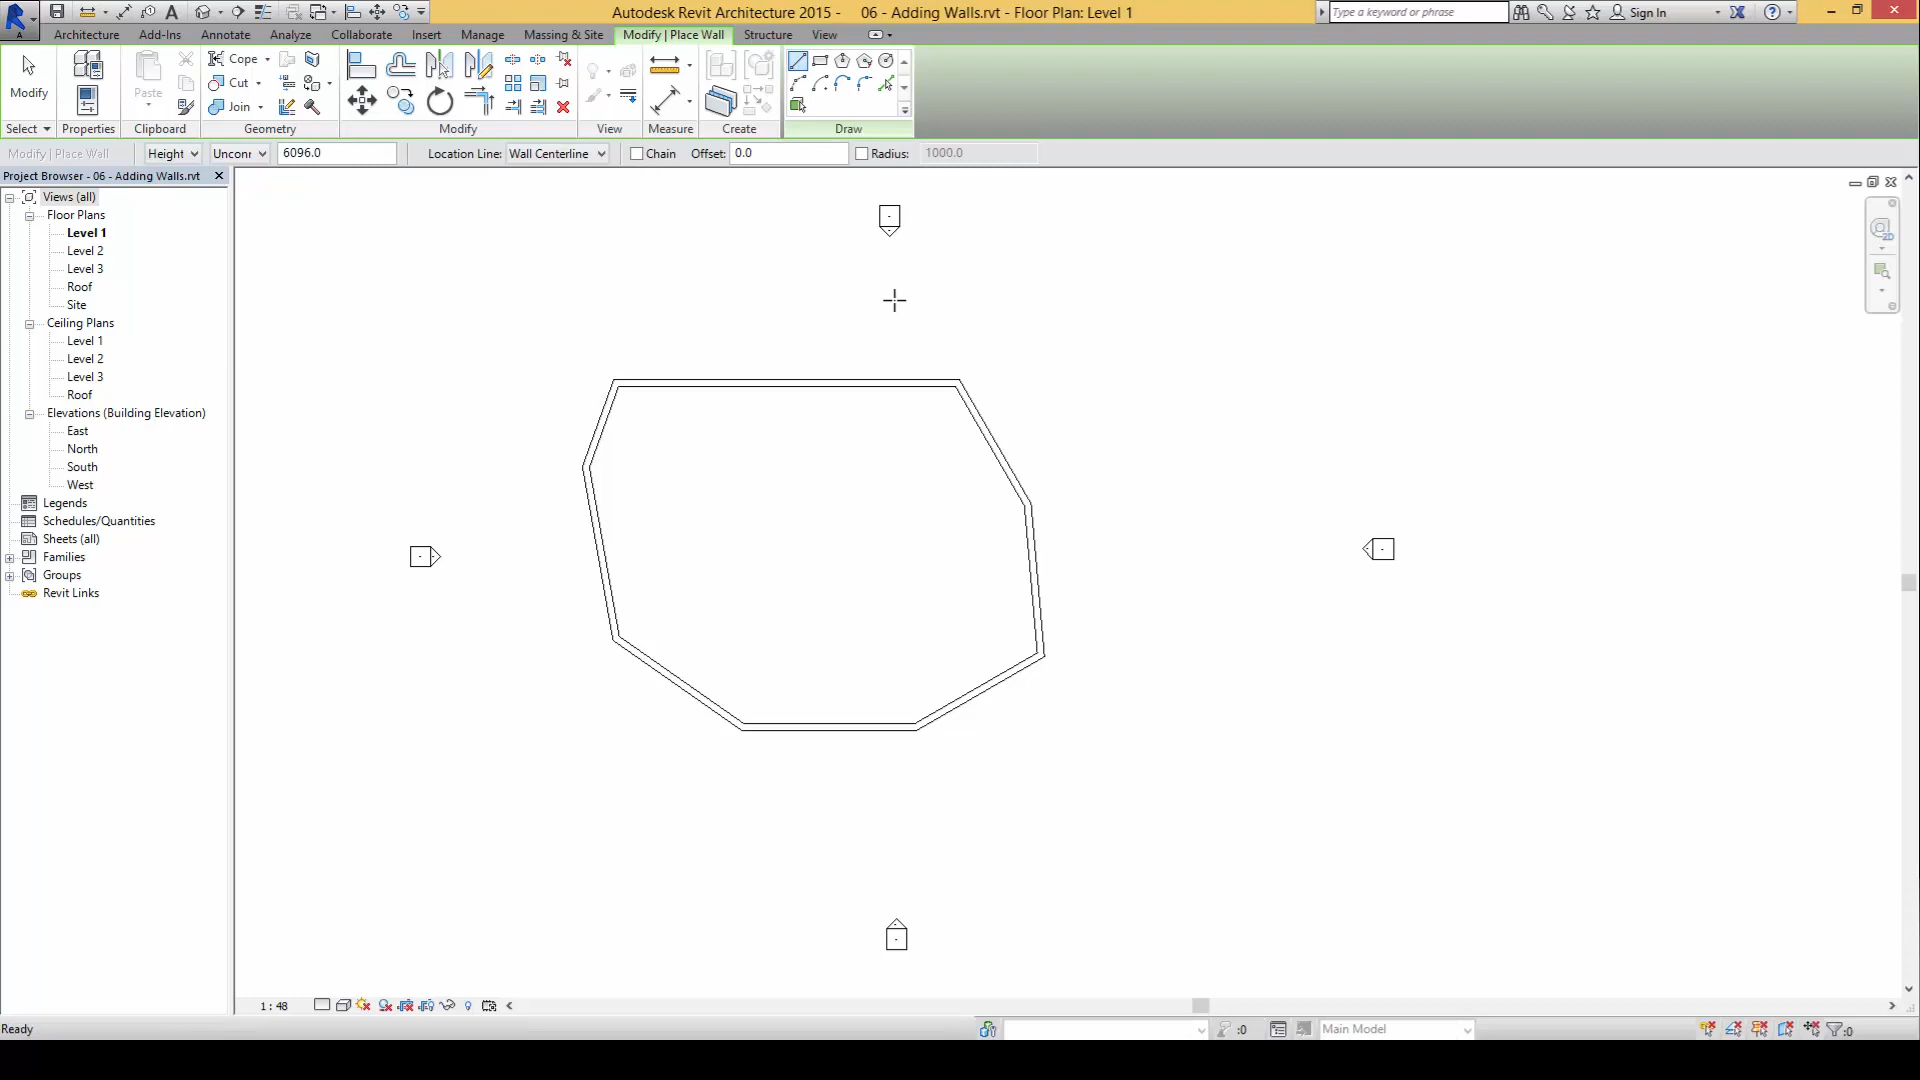 Autodesk Revit Architecture 2015 - 06 - Adding Walls.rvt - Floor Plan: Level 1
Type a keyword or phrase
Sign In
Architecture Add-Ins Annotate Analyze Collaborate Insert Manage Massing & Site Modify | Place Wall Structure View
Modify
Paste
Cope
Cut
Join
Select Properties Clipboard Geometry Modify View Measure Create Draw
Modify | Place Wall Height Unconr 6096.0 Location Line: Wall Centerline Chain Offset: 0.0 Radius: 1000.0
Project Browser - 06 - Adding Walls.rvt
Views (all)
Floor Plans
Level 1
Level 2
Level 3
Roof
Site
Ceiling Plans
Level 1
Level 2
Level 3
Roof
Elevations (Building Elevation)
East
North
South
West
Legends
Schedules/Quantities
Sheets (all)
Families
Groups
Revit Links
2D
1 : 48
Ready
:0
Main Model
:0